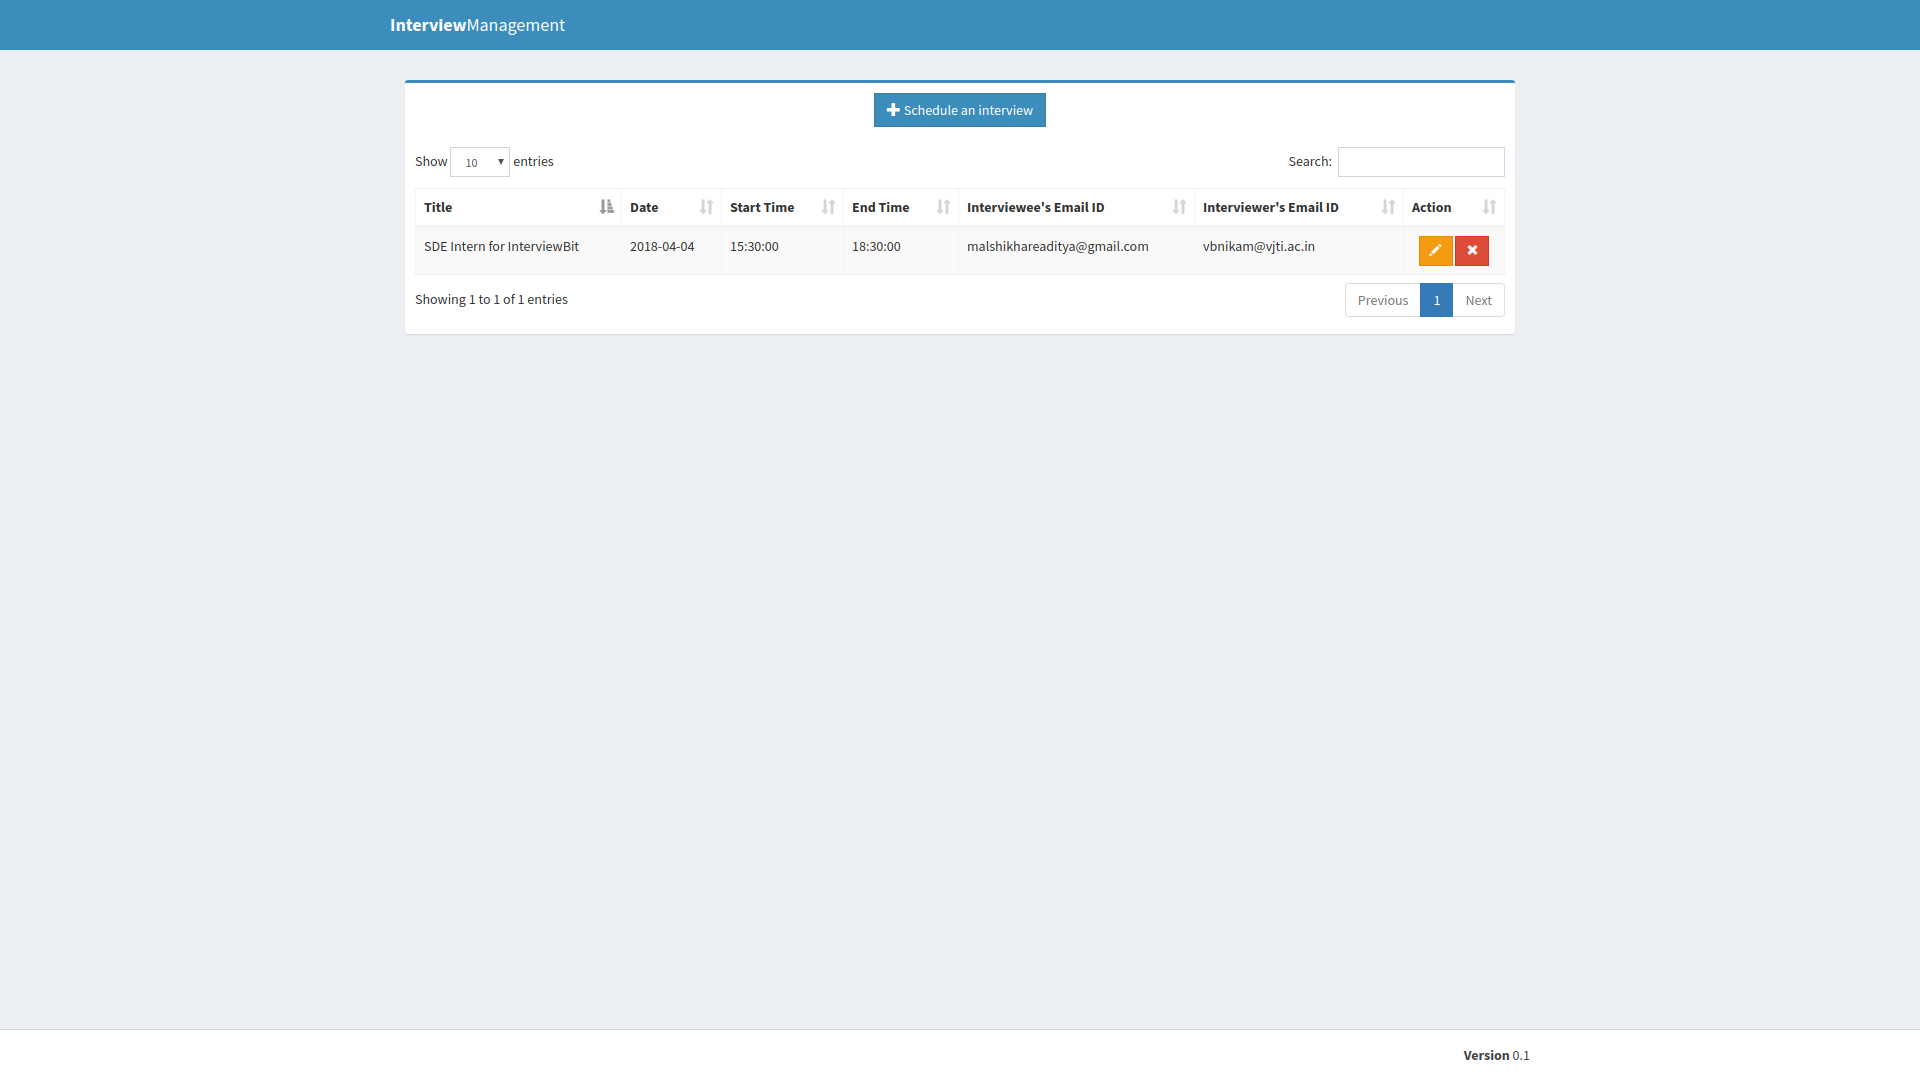 InterviewManagement
Schedule an interview
Show 10 entries Search:
Title Date Start Time End Time Interviewee's Email ID Interviewer's Email ID Action
SDE Intern for InterviewBit 2018-04-04 15:30:00 18:30:00 malshikhareaditya@gmail.com vbnikam@vjti.ac.in
Showing 1 to 1 of 1 entries Previous 1 Next
Version 0.1